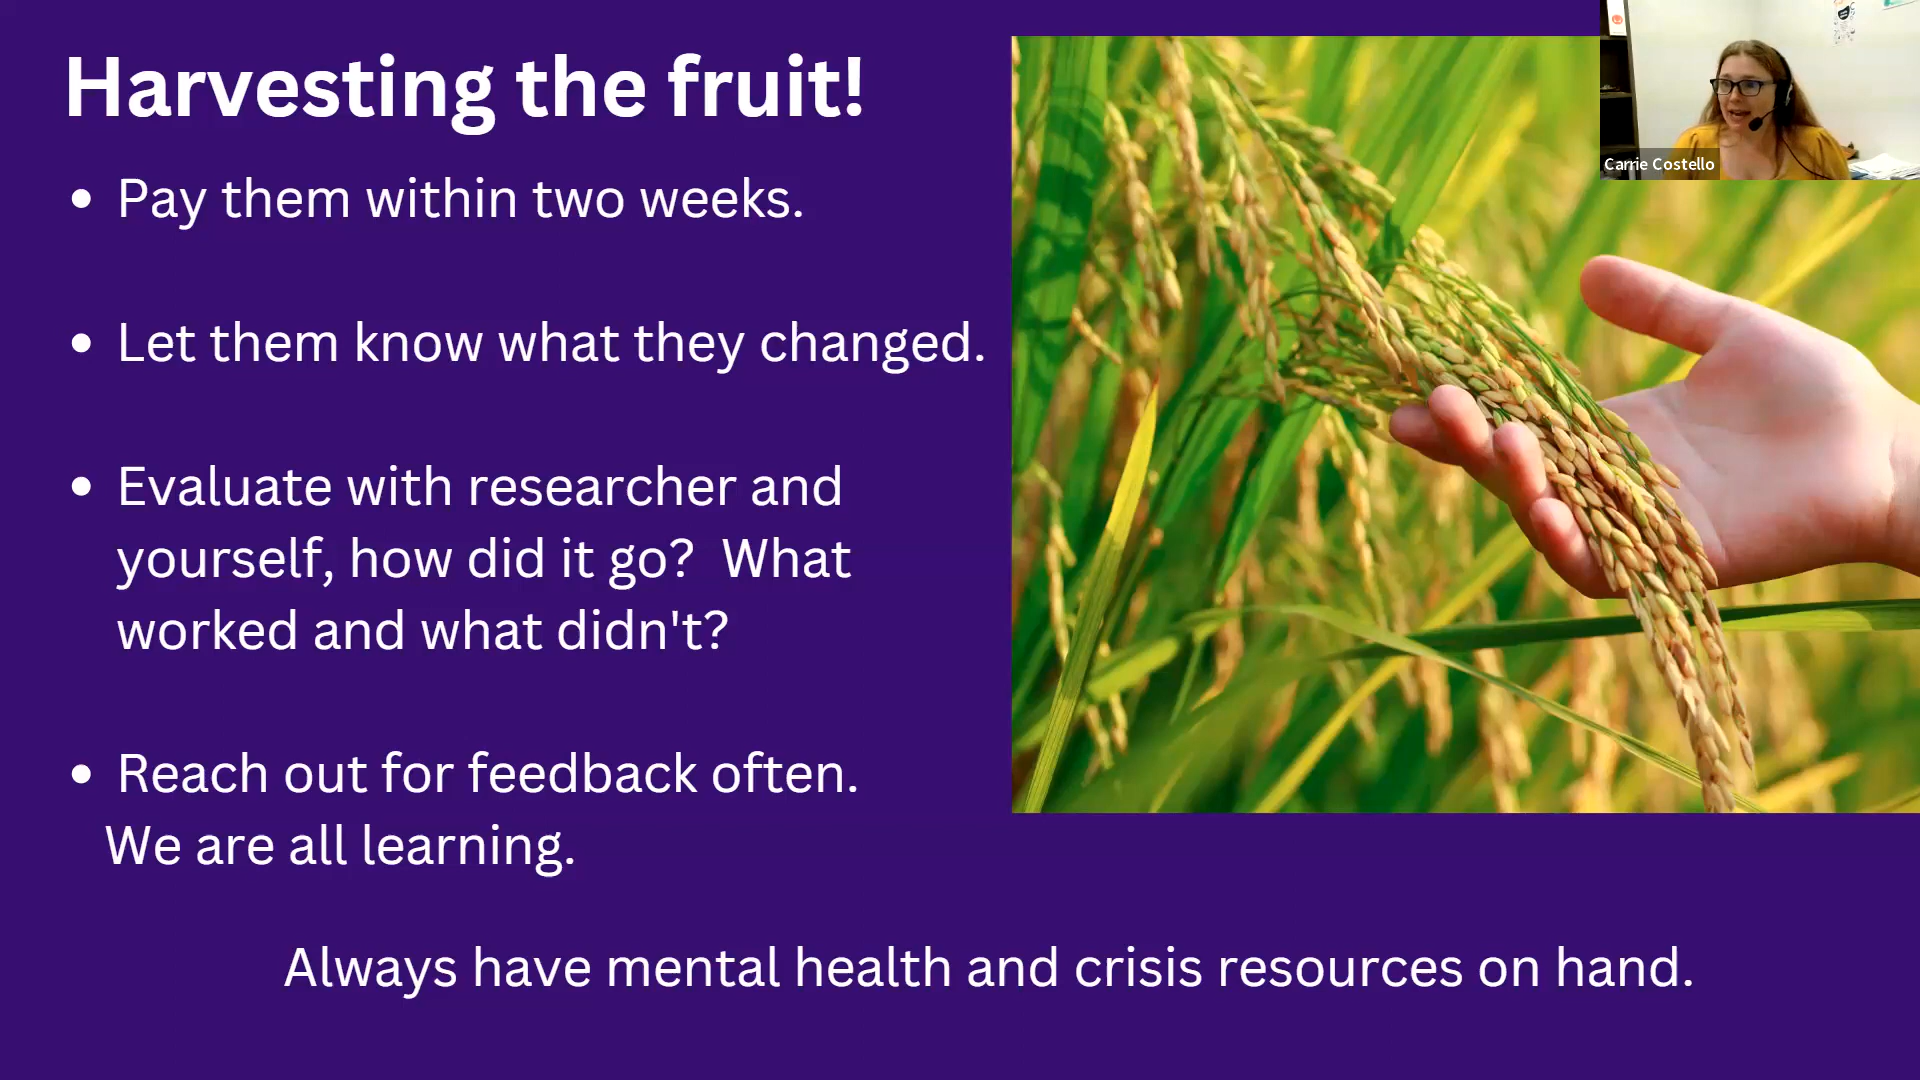 Harvesting the fruit!
• Pay them within two weeks.
• Let them know what they changed.
• Evaluate with researcher and
yourself, how did it go?  What
worked and what didn't?
• Reach out for feedback often.
We are all learning.
Always have mental health and crisis resources on hand.
Carrie Costello